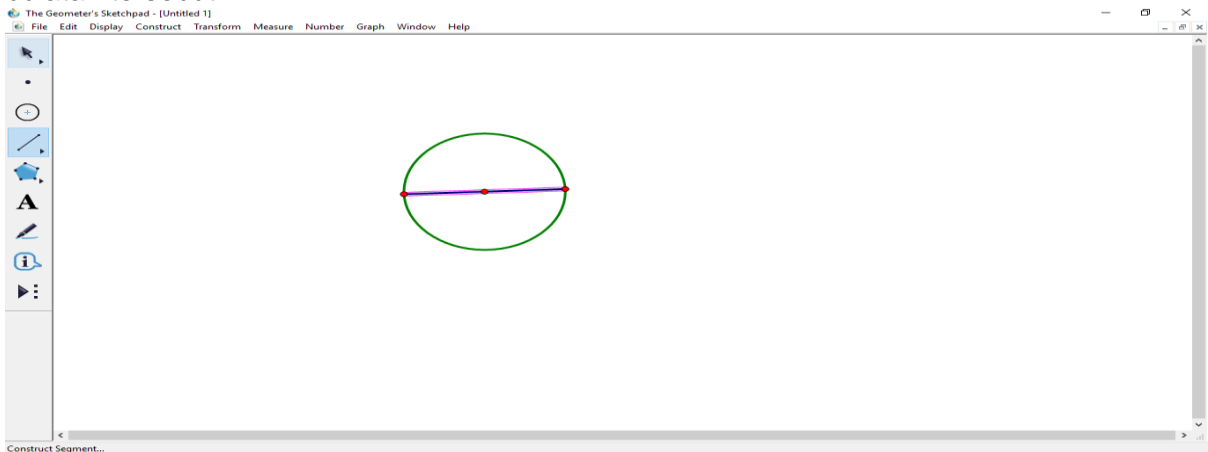 The Geometer's Sketchpad - [Untitled 1]
File Edit Display Construct Transform Measure Number Graph Window Help
A
i
Construct Segment...